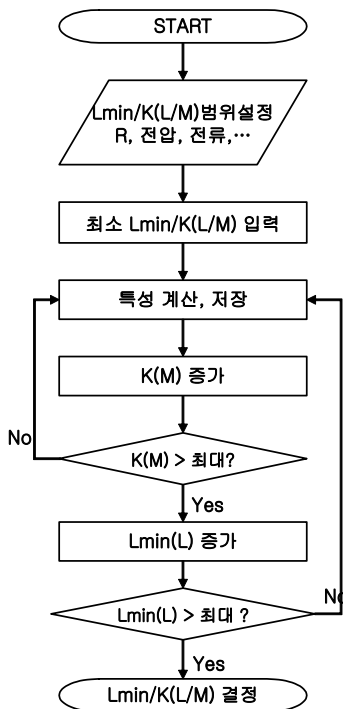 START
Lmin/K(L/M)범위설정
R, 전압, 전류,…
최소 Lmin/K(L/M) 입력
특성 계산, 저장
K(M) 증가
No
K(M) > 최대?
Yes
Lmin(L) 증가
No
Lmin(L) > 최대 ?
Yes
Lmin/K(L/M) 결정